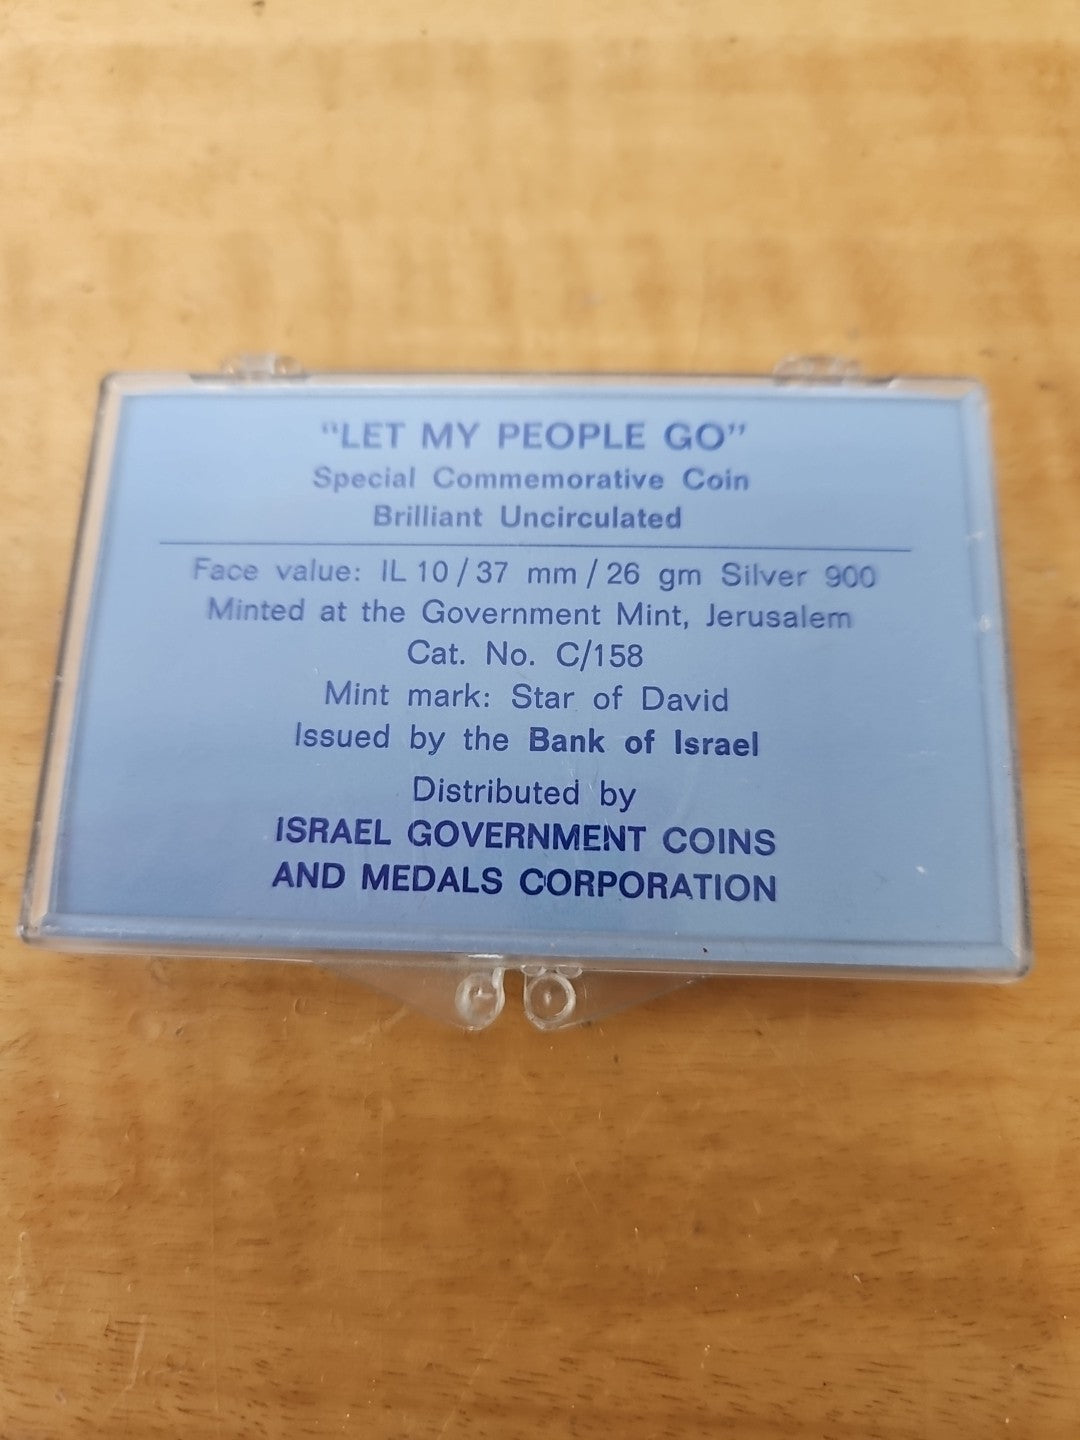 "LET MY PEOPLE GO"
Special Commemorative Coin
Brilliant Uncirculated
Face value: IL 10 / 37 mm / 26 gm Silver 900
Minted at the Government Mint, Jerusalem
Cat. No. C/158
Mint mark: Star of David
Issued by the Bank of Israel
Distributed by
ISRAEL GOVERNMENT COINS
AND MEDALS CORPORATION